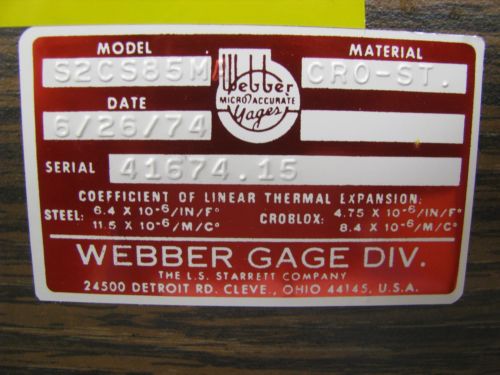 MODEL
S2CS85M
DATE
6/26/74
Webber
MICRO ACCURATE
Gages
MATERIAL
CRO-ST.
SERIAL 41674.15
COEFFICIENT OF LINEAR THERMAL EXPANSION:
STEEL: 6.4 X 10-6/IN/F° CROBLOX: 4.75 X 10-6/IN/F°
11.5 X 10-6/M/C° 8.4 X 10-6/M/C°
WEBBER GAGE DIV.
THE L.S. STARRETT COMPANY
24500 DETROIT RD. CLEVE., OHIO 44145, U.S.A.